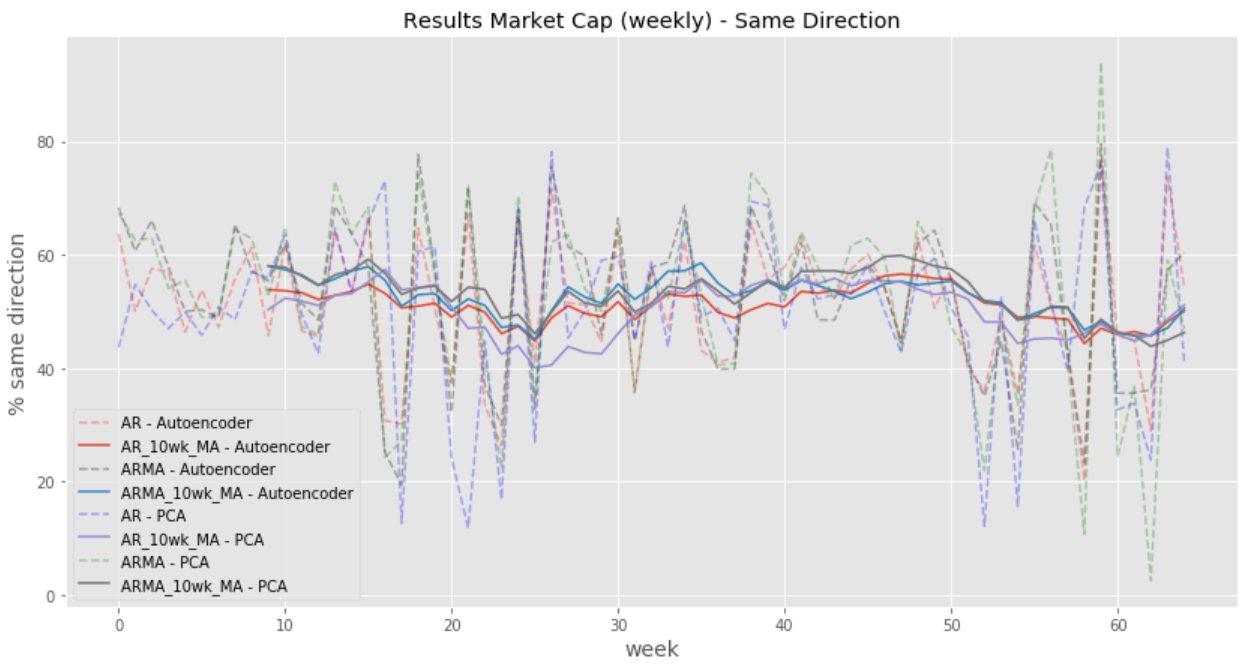 Results Market Cap (weekly) - Same Direction
% same direction
80
60
40
20
0
AR - Autoencoder
AR_10wk_MA - Autoencoder
ARMA - Autoencoder
ARMA_10wk_MA - Autoencoder
AR - PCA
AR_10wk_MA - PCA
ARMA - PCA
ARMA_10wk_MA - PCA
0 10 20 30 40 50 60
week